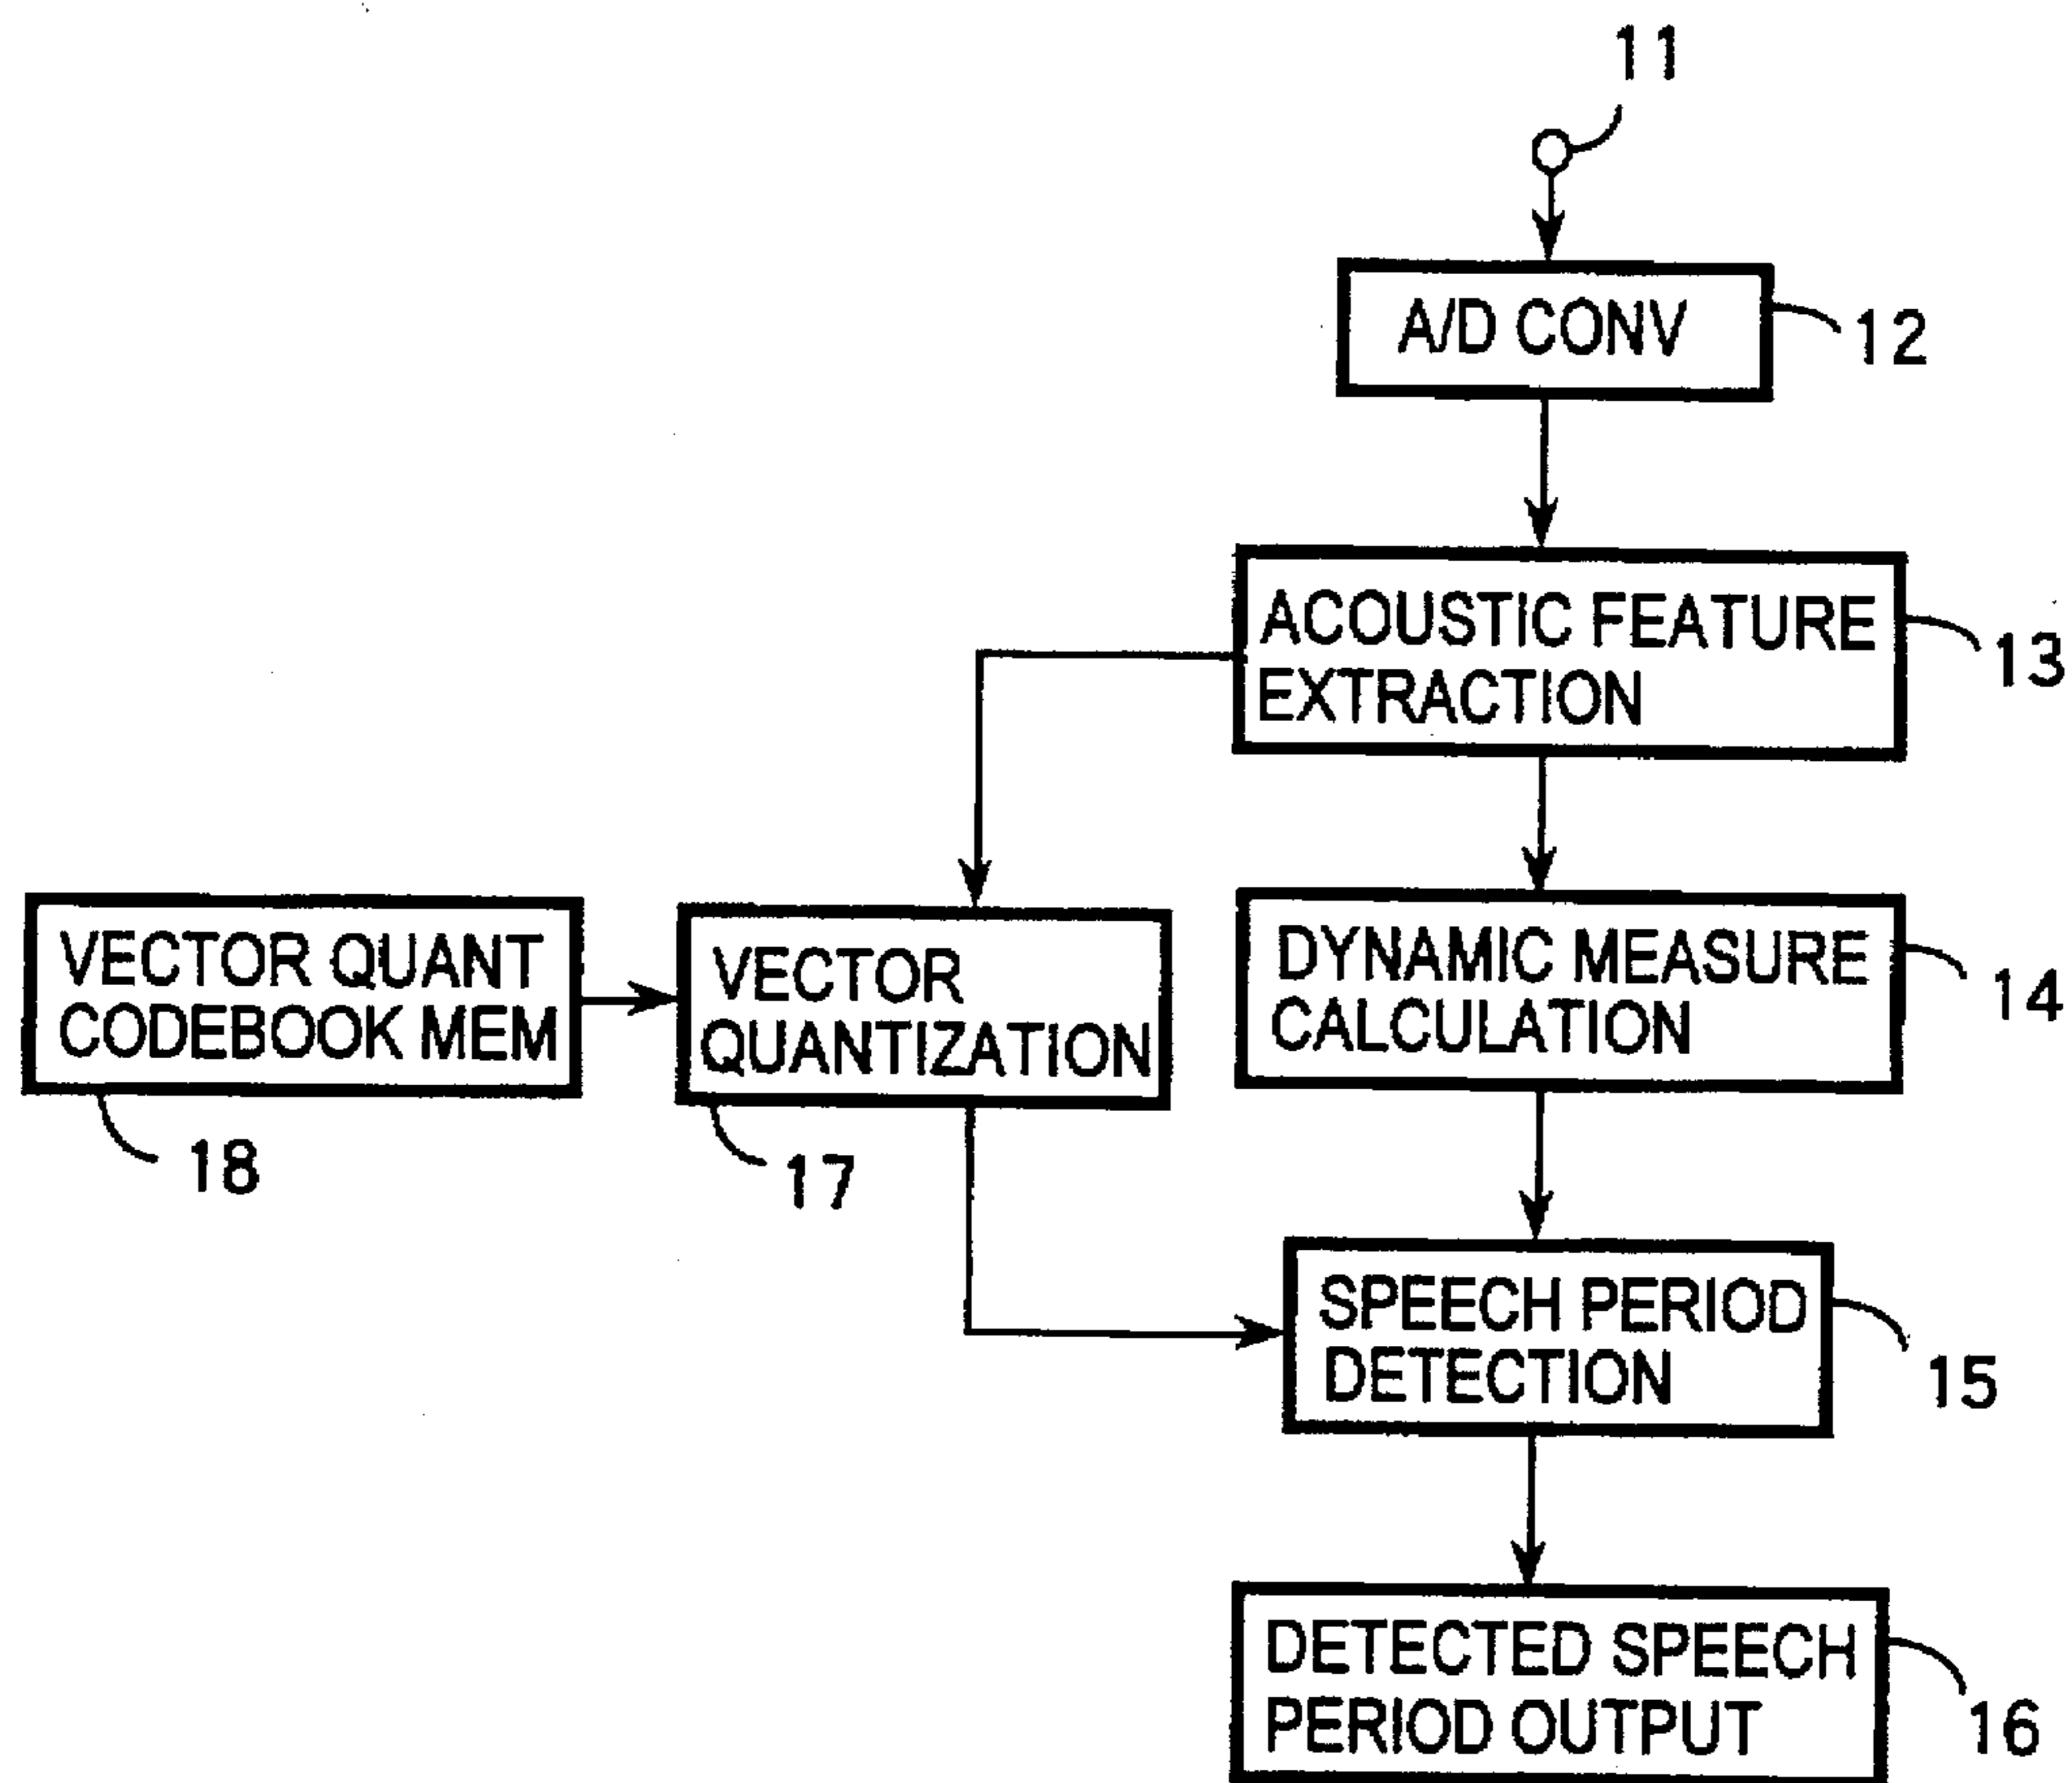 11
A/D CONV
12
ACOUSTIC FEATURE
EXTRACTION
13
VECTOR QUANT
CODEBOOK MEM
18
VECTOR
QUANTIZATION
17
DYNAMIC MEASURE
CALCULATION
14
SPEECH PERIOD
DETECTION
15
DETECTED SPEECH
PERIOD OUTPUT
16